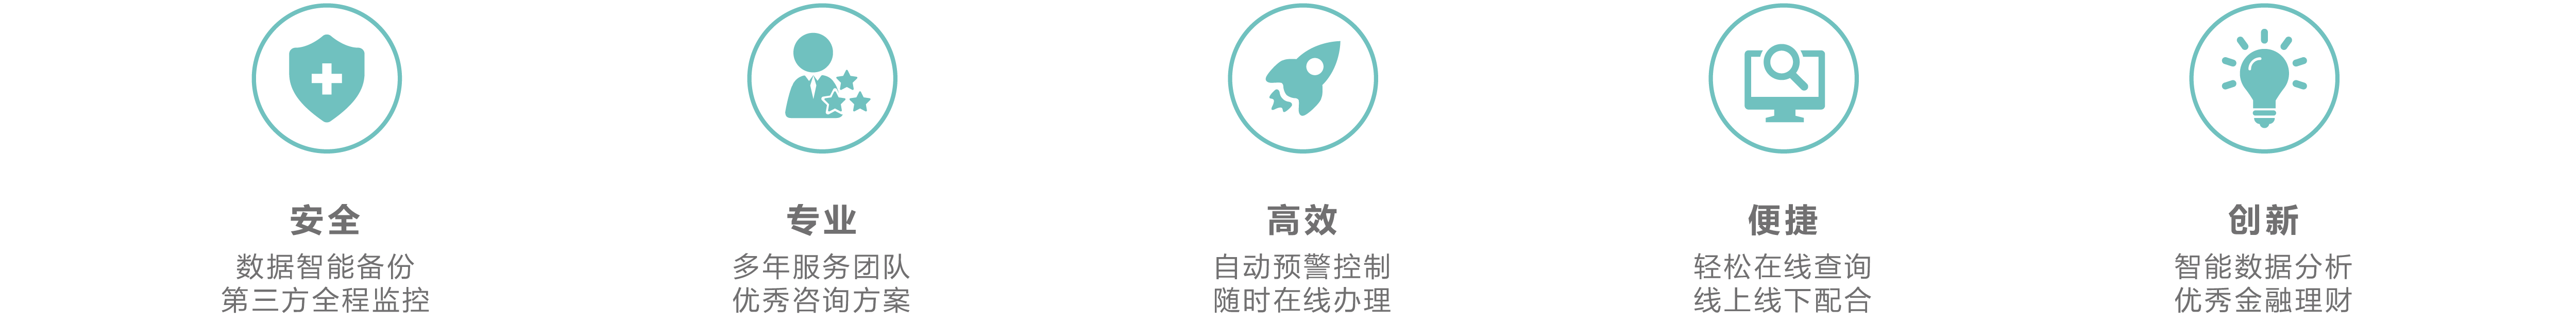 安全
数据智能备份
第三方全程监控
专业
多年服务团队
优秀咨询方案
高效
自动预警控制
随时在线办理
便捷
轻松在线查询
线上线下配合
创新
智能数据分析
优秀金融理财